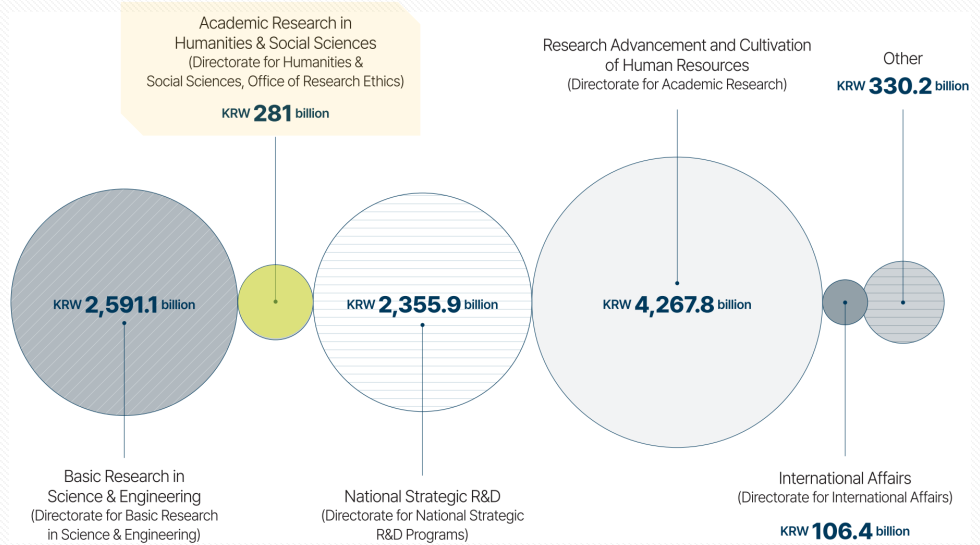 Academic Research in
Humanities & Social Sciences
(Directorate for Humanities &
Social Sciences, Office of Research Ethics)
KRW 281 billion
Research Advancement and Cultivation
of Human Resources
(Directorate for Academic Research)
Other
KRW 330.2 billion
KRW 2,591.1 billion
KRW 2,355.9 billion
KRW 4,267.8 billion
Basic Research in
Science & Engineering
(Directorate for Basic Research
in Science & Engineering)
National Strategic R&D
(Directorate for National Strategic
R&D Programs)
International Affairs
(Directorate for International Affairs)
KRW 106.4 billion